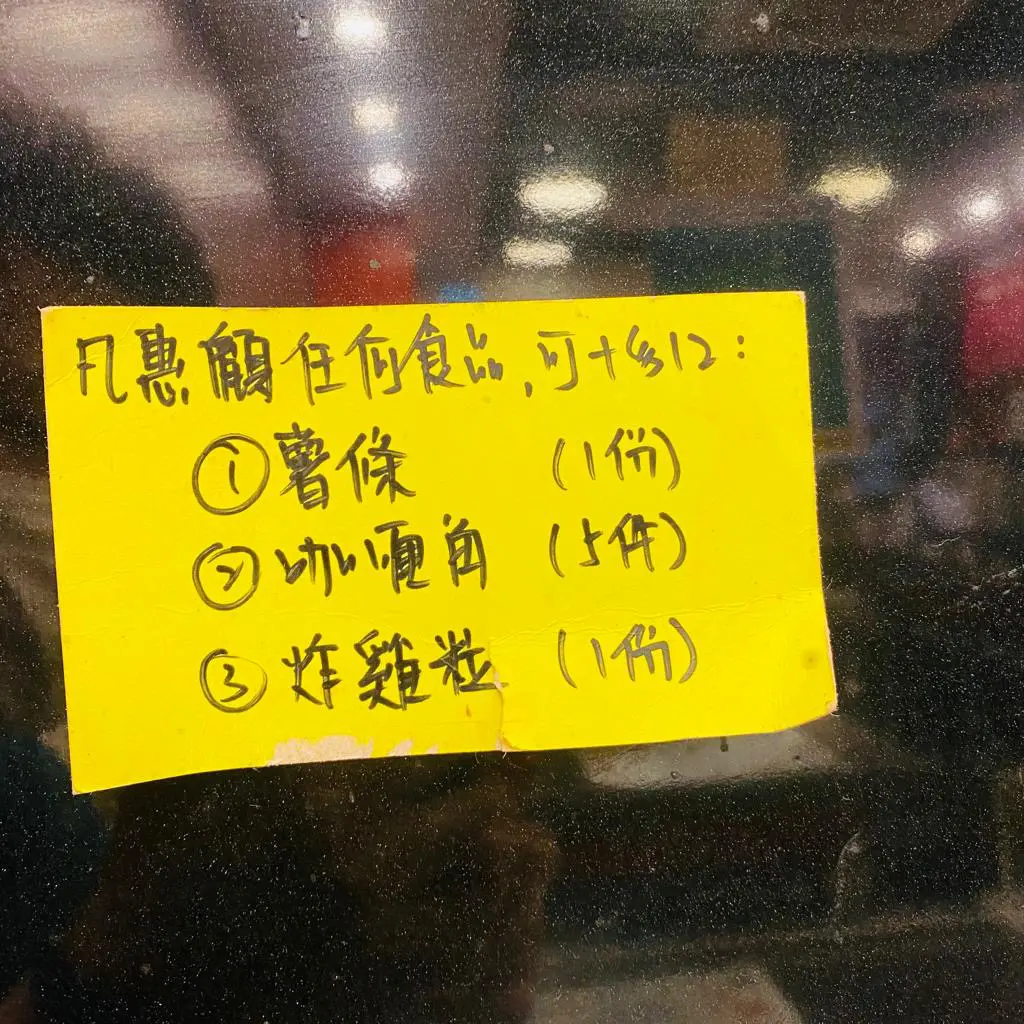 凡惠顧任何食品,可+$12:
① 薯條 (1份)
② 咖喱角 (5件)
③ 炸雞粒 (1份)